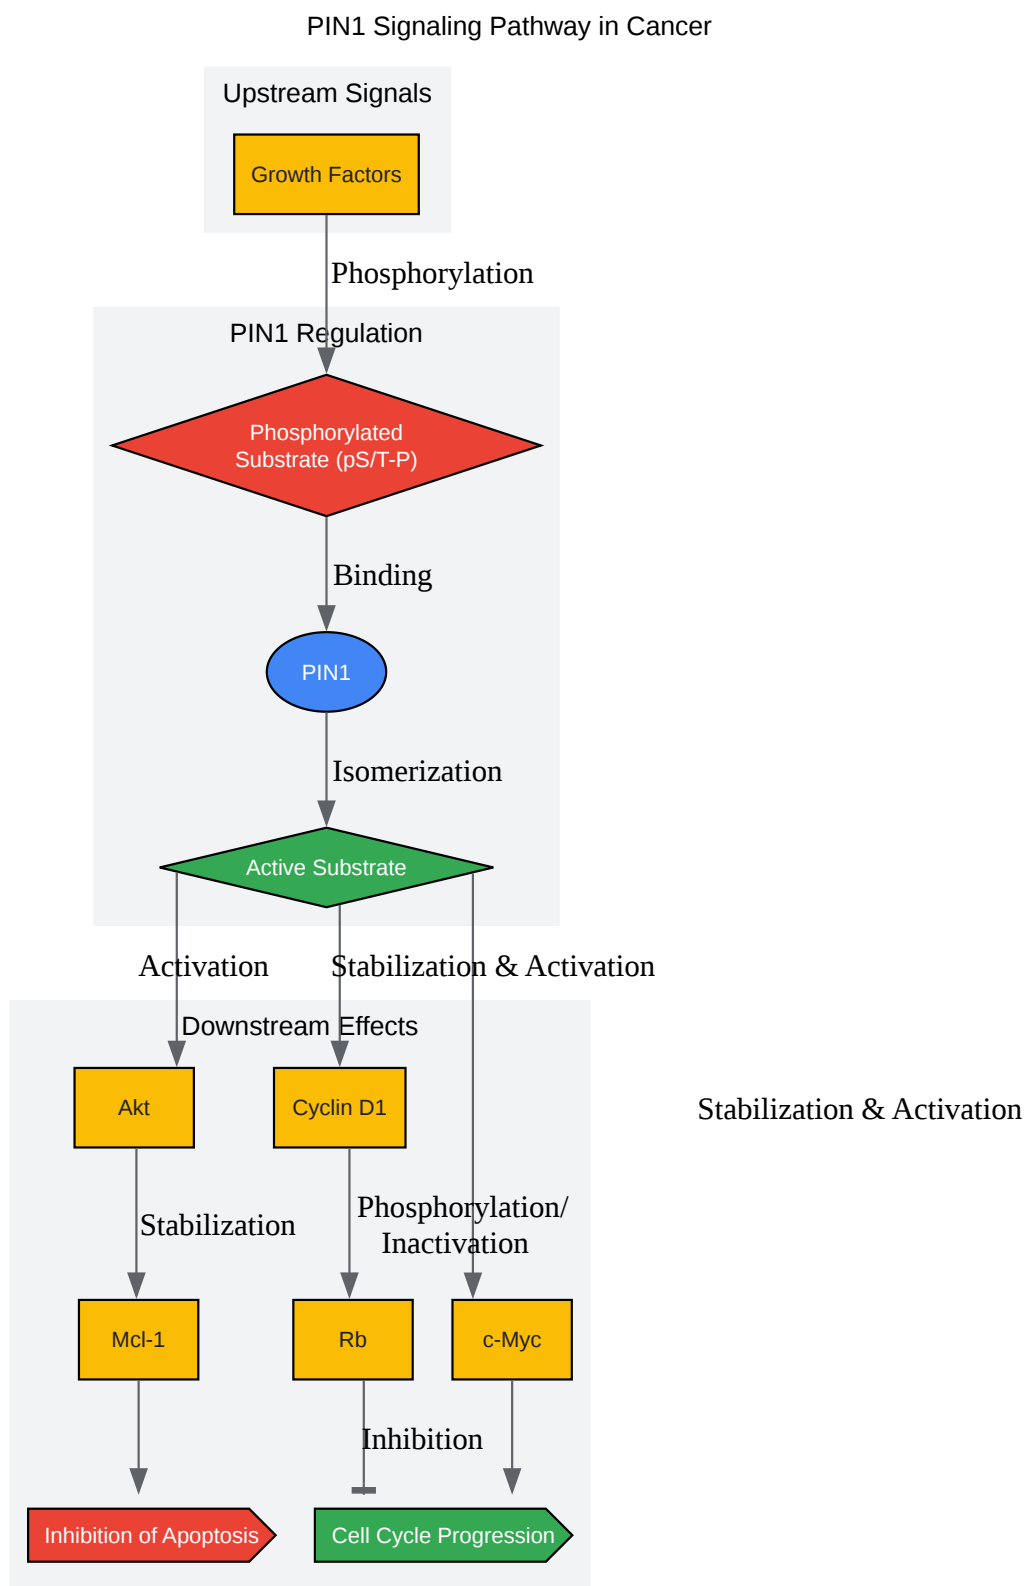 PIN1 Signaling Pathway in Cancer
Upstream Signals
Growth Factors
Phosphorylation
PIN1 Regulation
Phosphorylated
Substrate (pS/T-P)
Binding
PIN1
Isomerization
Active Substrate
Activation
Stabilization & Activation
Downstream Effects
Akt
Cyclin D1
Stabilization & Activation
Stabilization
Phosphorylation/
Inactivation
Mcl-1
Rb
c-Myc
Inhibition
Inhibition of Apoptosis
Cell Cycle Progression